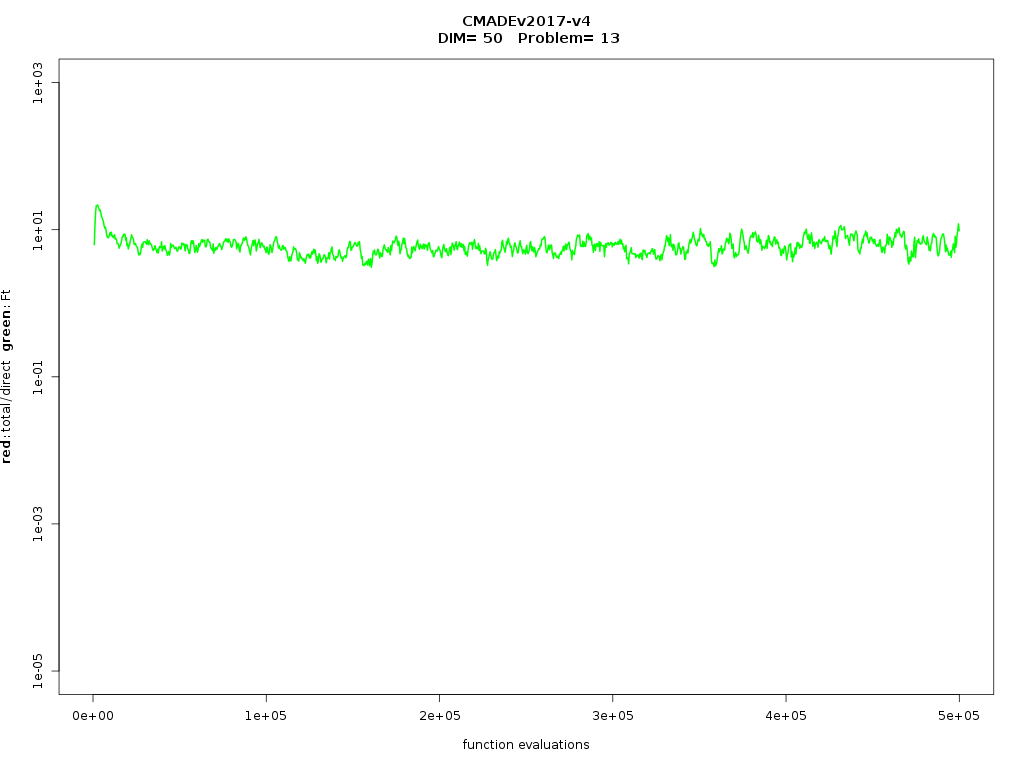 CMADEv2017-v4
DIM= 50   Problem= 13
1e+03
1e+01
1e-01
1e-03
1e-05
red:total/direct green: Ft
0e+00
1e+05
2e+05
3e+05
4e+05
5e+05
function evaluations